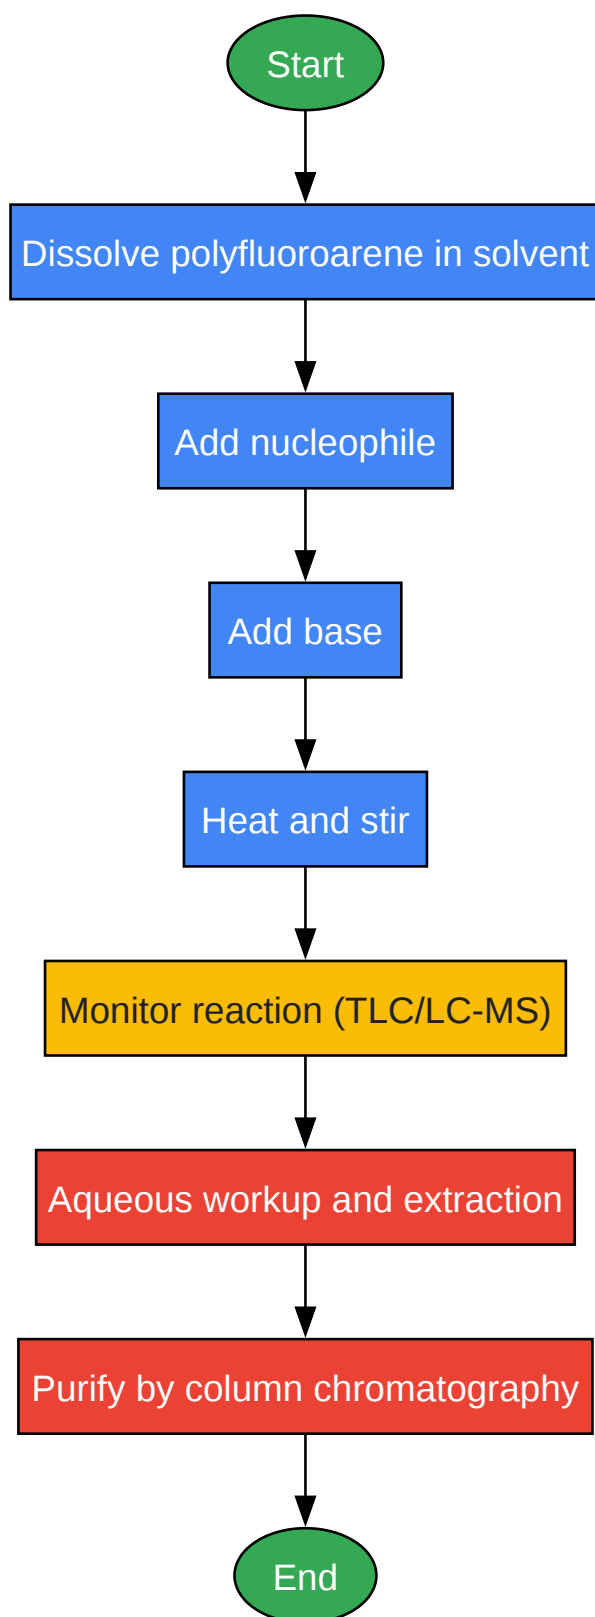 Start
Dissolve polyfluoroarene in solvent
Add nucleophile
Add base
Heat and stir
Monitor reaction (TLC/LC-MS)
Aqueous workup and extraction
Purify by column chromatography
End